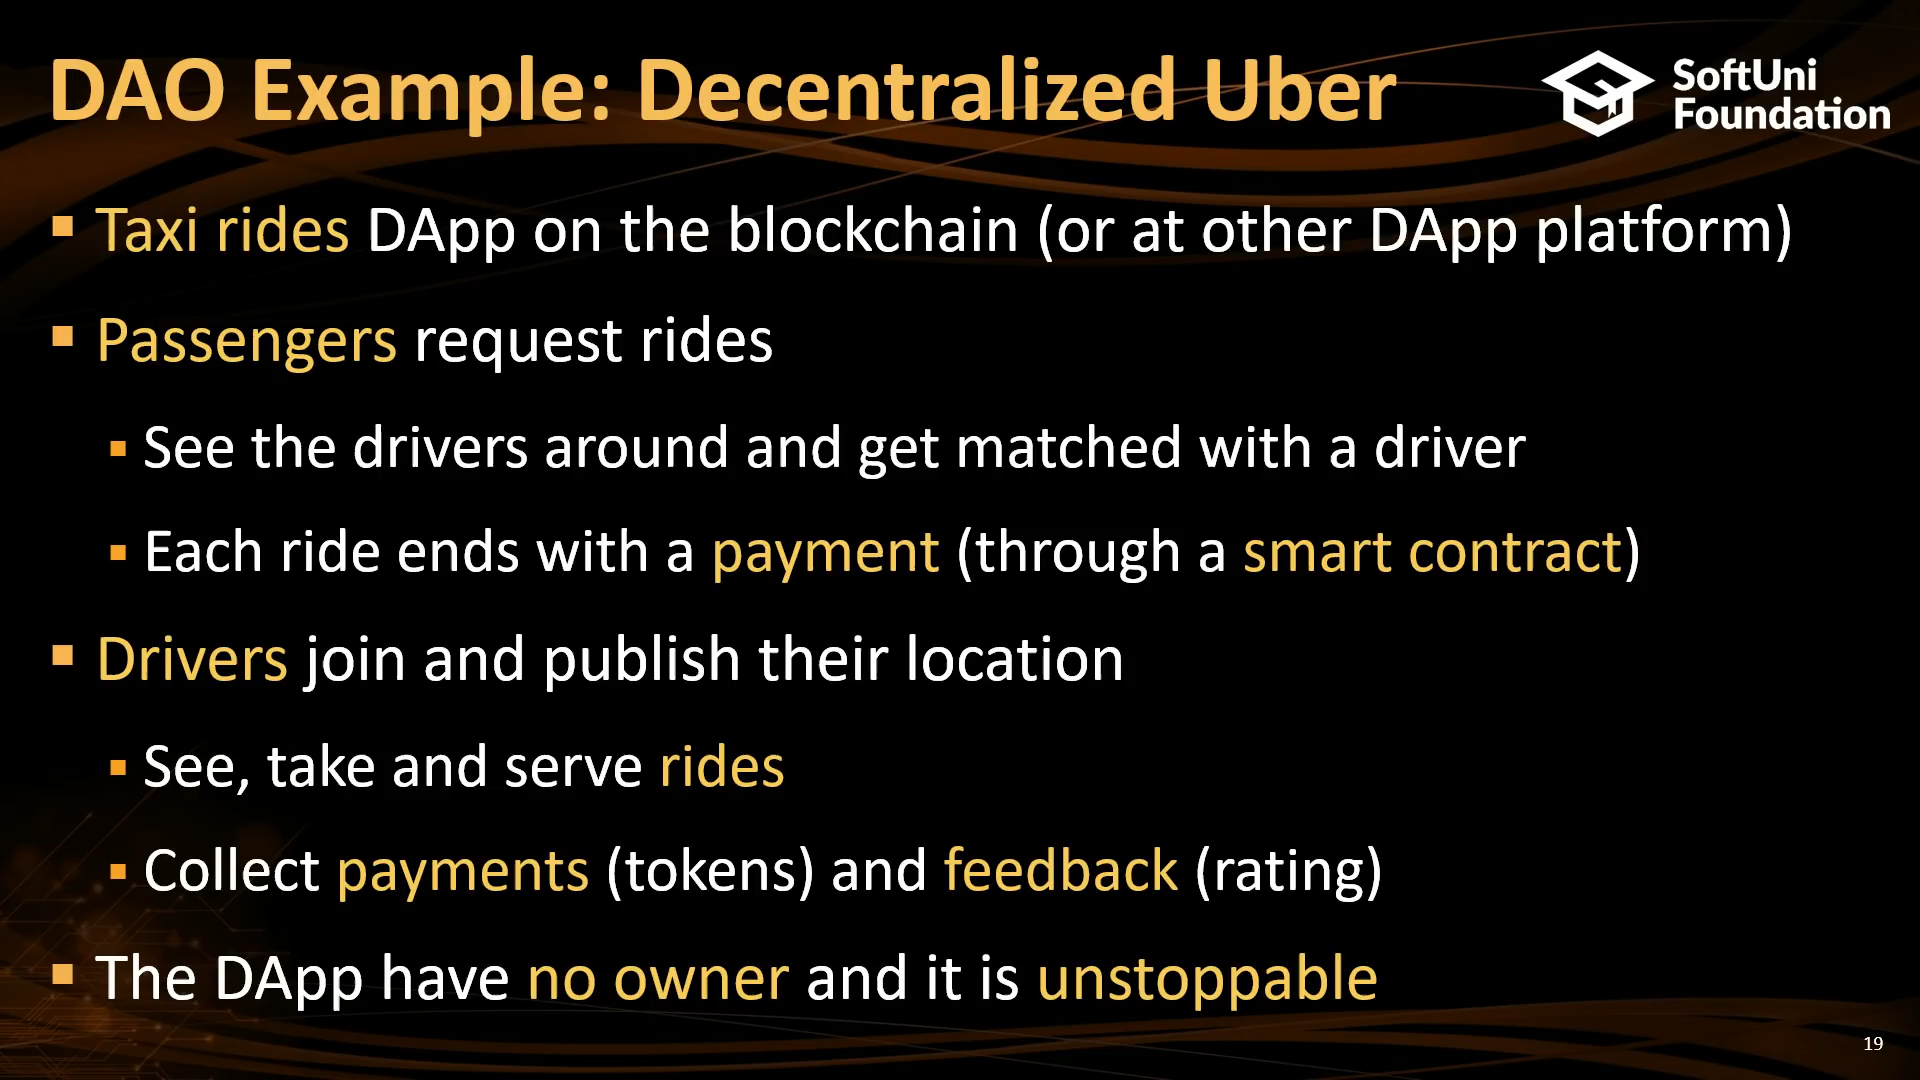 DAO Example: Decentralized Uber
SoftUni
Foundation
▪ Taxi rides DApp on the blockchain (or at other DApp platform)
▪ Passengers request rides
▪ See the drivers around and get matched with a driver
▪ Each ride ends with a payment (through a smart contract)
▪ Drivers join and publish their location
▪ See, take and serve rides
▪ Collect payments (tokens) and feedback (rating)
▪ The DApp have no owner and it is unstoppable
19